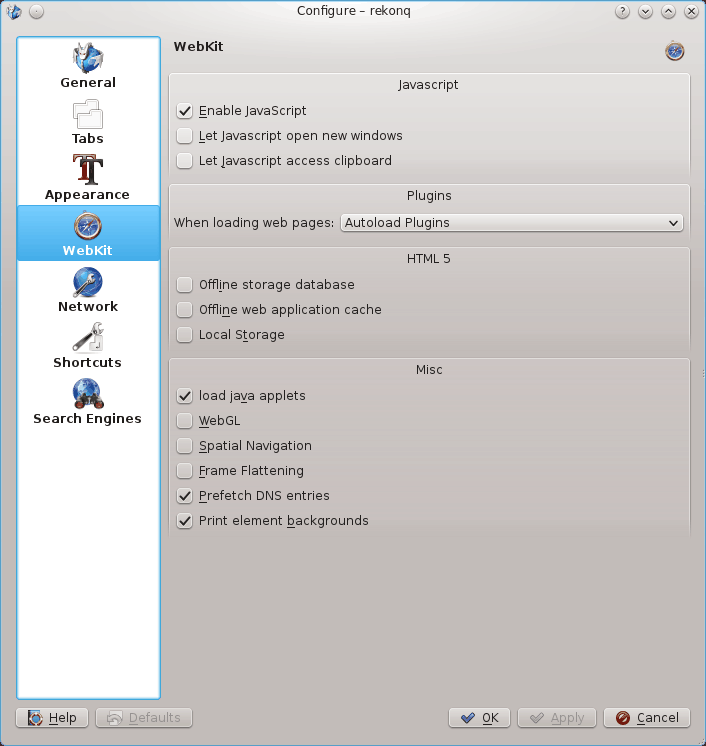 Configure – rekonq
General
Tabs
Appearance
WebKit
Network
Shortcuts
Search Engines
WebKit
Javascript
Enable JavaScript
Let Javascript open new windows
Let Javascript access clipboard
Plugins
When loading web pages: Autoload Plugins
HTML 5
Offline storage database
Offline web application cache
Local Storage
Misc
load java applets
WebGL
Spatial Navigation
Frame Flattening
Prefetch DNS entries
Print element backgrounds
Help Defaults OK Apply Cancel